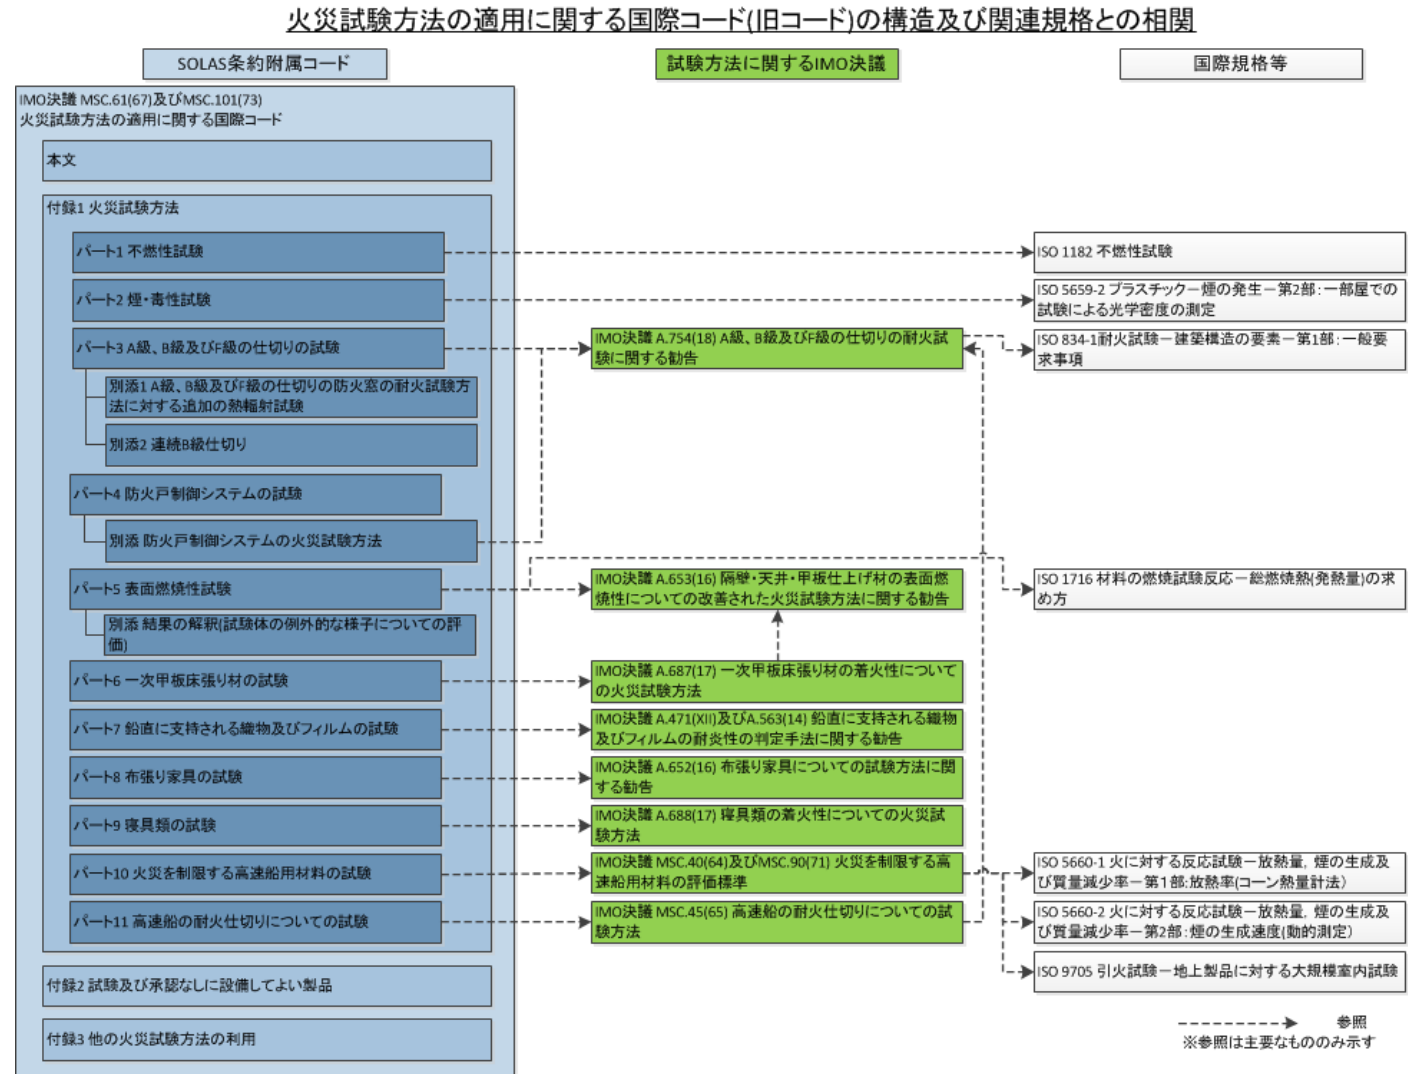 火災試験方法の適用に関する国際コード(旧コード)の構造及び関連規格との相関
SOLAS条約附属コード
試験方法に関するIMO決議
国際規格等
IMO決議 MSC.61(67)及びMSC.101(73)
火災試験方法の適用に関する国際コード
本文
付録1 火災試験方法
パート1 不燃性試験
ISO 1182 不燃性試験
パート2 煙・毒性試験
ISO 5659-2 プラスチック－煙の発生－第2部：一部屋での
試験による光学密度の測定
パート3 A級、B級及びF級の仕切りの試験
IMO決議 A.754(18) A級、B級及びF級の仕切りの耐火試
験に関する勧告
ISO 834-1耐火試験－建築構造の要素－第1部：一般要
求事項
別添1 A級、B級及びF級の仕切りの防火窓の耐火試験方
法に対する追加の熱輻射試験
別添2 連続B級仕切り
パート4 防火戸制御システムの試験
別添 防火戸制御システムの火災試験方法
パート5 表面燃焼性試験
IMO決議 A.653(16) 隔壁・天井・甲板仕上げ材の表面燃
焼性についての改善された火災試験方法に関する勧告
ISO 1716 材料の燃焼試験反応－総燃焼熱(発熱量)の求
め方
別添 結果の解釈(試験体の例外的な様子についての評
価)
パート6 一次甲板床張り材の試験
IMO決議 A.687(17) 一次甲板床張り材の着火性について
の火災試験方法
パート7 鉛直に支持される織物及びフィルムの試験
IMO決議 A.471(XII)及びA.563(14) 鉛直に支持される織物
及びフィルムの耐炎性の判定手法に関する勧告
パート8 布張り家具の試験
IMO決議 A.652(16) 布張り家具についての試験方法に関
する勧告
パート9 寝具類の試験
IMO決議 A.688(17) 寝具類の着火性についての火災試
験方法
パート10 火災を制限する高速船用材料の試験
IMO決議 MSC.40(64)及びMSC.90(71) 火災を制限する高
速船用材料の評価標準
ISO 5660-1 火に対する反応試験－放熱量，煙の生成及
び質量減少率－第1部:放熱率(コーン熱量計法）
パート11 高速船の耐火仕切りについての試験
IMO決議 MSC.45(65) 高速船の耐火仕切りについての試
験方法
ISO 5660-2 火に対する反応試験－放熱量，煙の生成及
び質量減少率－第2部：煙の生成速度(動的測定）
ISO 9705 引火試験－地上製品に対する大規模室内試験
付録2 試験及び承認なしに設備してよい製品
付録3 他の火災試験方法の利用
参照
※参照は主要なもののみ示す